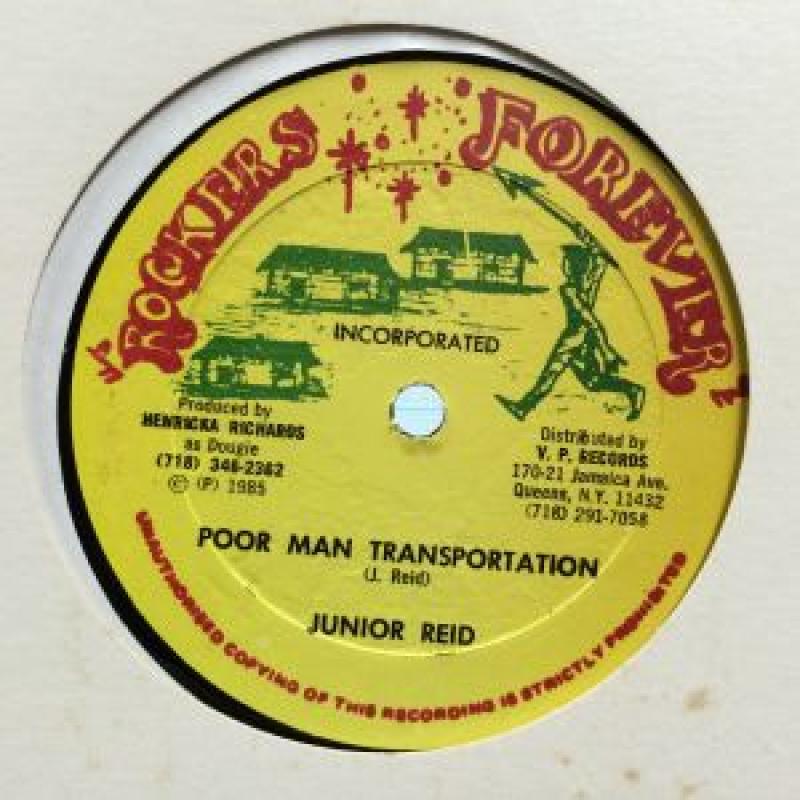 ROCKERS FOREVER
INCORPORATED
Produced by
HENRICKA RICHARDS
as Dougie
(718) 346-2362
© (P) 1985
Distributed by
V. P. RECORDS
170-21 Jamaica Ave.
Queens, N.Y. 11432
(718) 291-7058
POOR MAN TRANSPORTATION
(J. Reid)
JUNIOR REID
UNAUTHORISED COPYING OF THIS RECORDING IS STRICTLY PROHIBITED